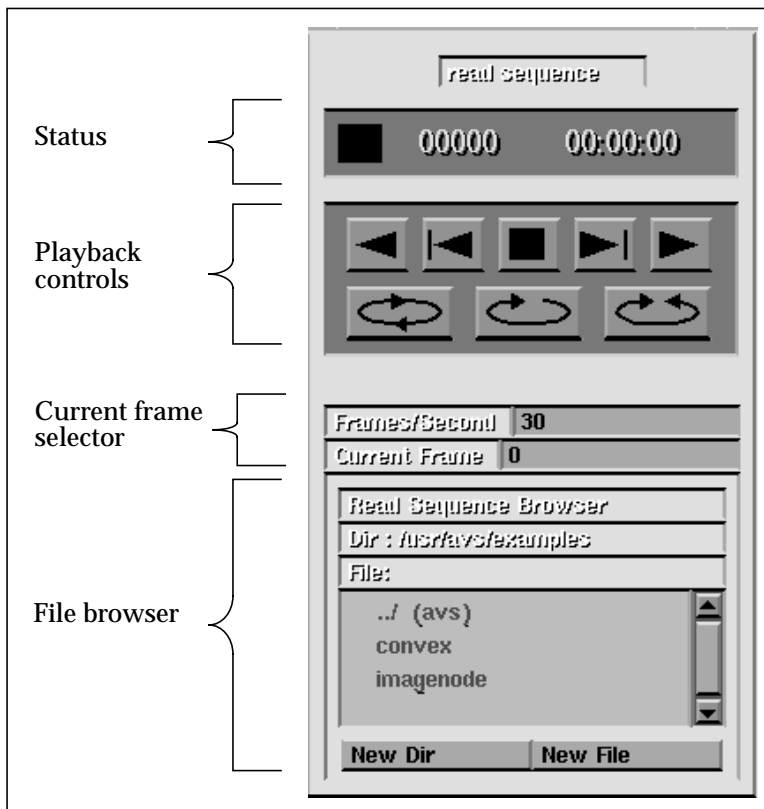 read sequence
Status
00000 00:00:00
Playback
controls
Current frame
selector
Frames/Second 30
Current Frame 0
Read Sequence Browser
Dir : /usr/avs/examples
File:
File browser
../ (avs)
convex
imagenode
New Dir New File